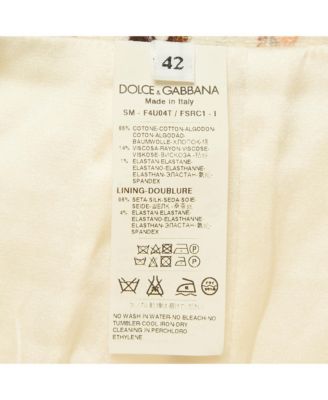 42
DOLCE & GABBANA
Made in Italy
SM - F4U04T / FSRC1 - I
85% COTONE-COTTON-ALGODON-
COTON-ALGODAO-
BAUMWOLLE-ХЛОПОК-
14% VISCOSA-RAYON-VISCOSE-
VISKOSE-ВИСКОЗА-
1% ELASTAN-ELASTANE-
ELASTANO-ELASTHANNE-
ELASTHAN-ЭЛАСТАН-
SPANDEX
LINING-DOUBLURE
96% SETA-SILK-SEDA-SOIE-
SEIDE-ШЕЛК-
4% ELASTAN-ELASTANE-
ELASTANO-ELASTHANNE-
ELASTHAN-ЭЛАСТАН-
SPANDEX
NO WASH IN WATER-NO BLEACH-NO
TUMBLER COOL IRON-DRY
CLEANING IN PERCHLORO
ETHYLENE